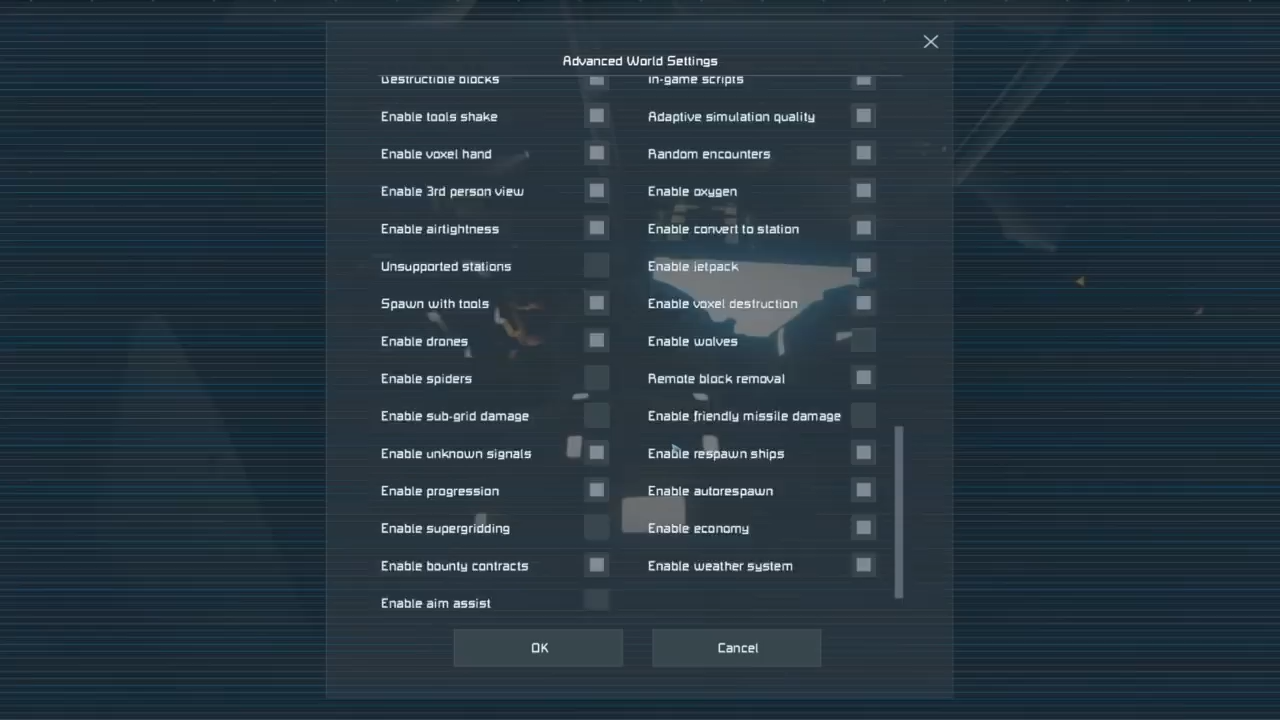 Advanced World Settings
Destructible blocks In-game scripts
Enable tools shake Adaptive simulation quality
Enable voxel hand Random encounters
Enable 3rd person view Enable oxygen
Enable airtightness Enable convert to station
Unsupported stations Enable jetpack
Spawn with tools Enable voxel destruction
Enable drones Enable wolves
Enable spiders Remote block removal
Enable sub-grid damage Enable friendly missile damage
Enable unknown signals Enable respawn ships
Enable progression Enable autorespawn
Enable supergridding Enable economy
Enable bounty contracts Enable weather system
Enable aim assist
OK Cancel